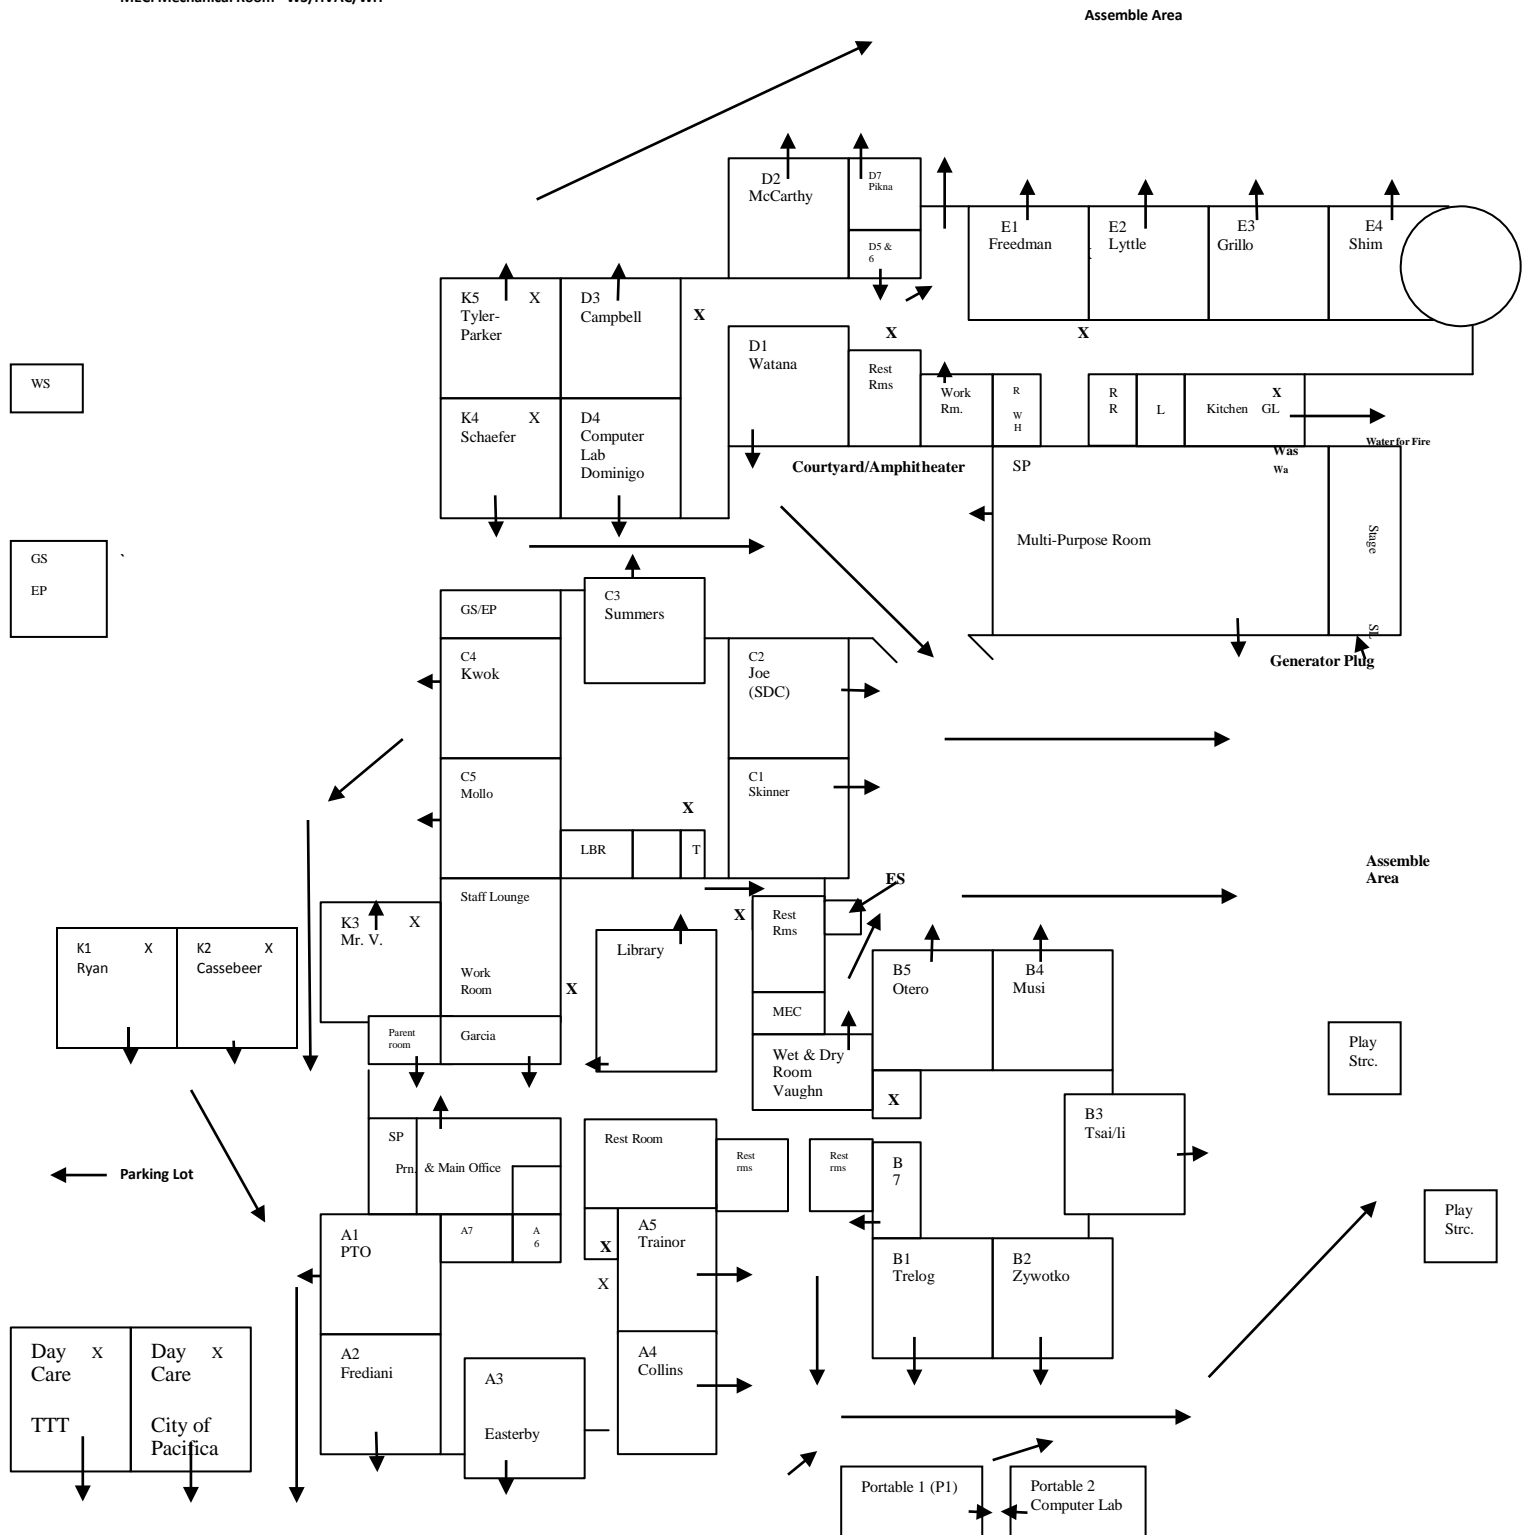 Assemble Area
D2
McCarthy
D7
Pikna
D5 &
6
E1
Freedman
E2
Lyttle
E3
Grillo
E4
Shim
K5 X
Tyler-
Parker
D3
Campbell
X
X
X
D1
Watana
Rest
Rms
Work
Rm.
R
W
H
R
R
L
X
Kitchen GL
WS
K4 X
Schaefer
D4
Computer
Lab
Dominigo
Water for Fire
Was
Wa
Courtyard/Amphitheater
SP
Multi-Purpose Room
Stage
SL
Generator Plug
GS
EP
`
GS/EP
C3
Summers
C4
Kwok
C2
Joe
(SDC)
C5
Mollo
C1
Skinner
X
LBR
T
ES
Assemble
Area
Staff Lounge
K3 X
Mr. V.
X
Rest
Rms
K1 X
Ryan
K2 X
Cassebeer
Library
Work
Room
X
B5
Otero
B4
Musi
MEC
Parent
room
Garcia
Wet & Dry
Room
Vaughn
X
Play
Strc.
B3
Tsai/li
SP
Prn. & Main Office
Rest Room
Rest
rms
Rest
rms
B
7
Parking Lot
Play
Strc.
A1
PTO
A7
A
6
X
A5
Trainor
X
B1
Trelog
B2
Zywotko
Day X
Care
TTT
Day X
Care
City of
Pacifica
A2
Frediani
A3
Easterby
A4
Collins
Portable 1 (P1)
Portable 2
Computer Lab